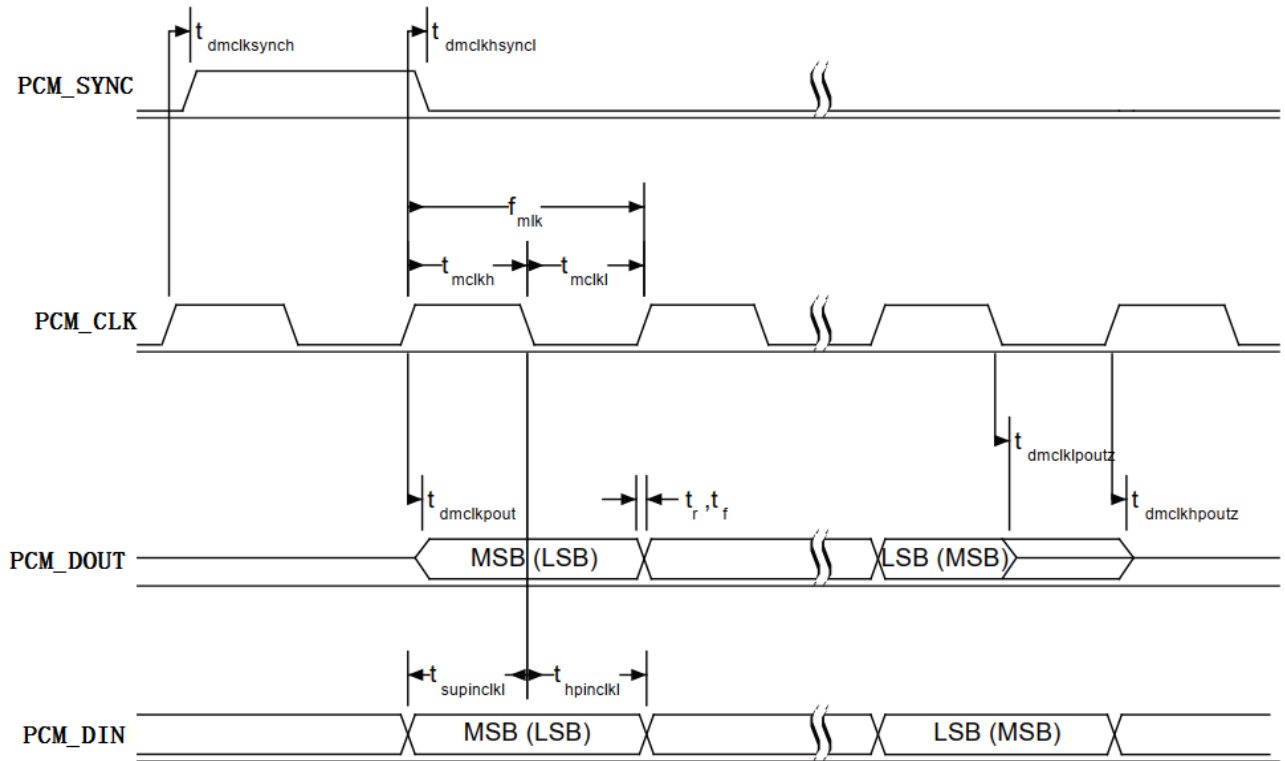 t dmclksynch
t dmclkhsyncl
PCM_SYNC
f mlk
t mclkh
t mclkl
PCM_CLK
t dmclklpoutz
t dmclkpout
t r ,t f
t dmclkhpoutz
PCM_DOUT
MSB (LSB)
LSB (MSB)
t supinclkl
t hpinclkl
PCM_DIN
MSB (LSB)
LSB (MSB)